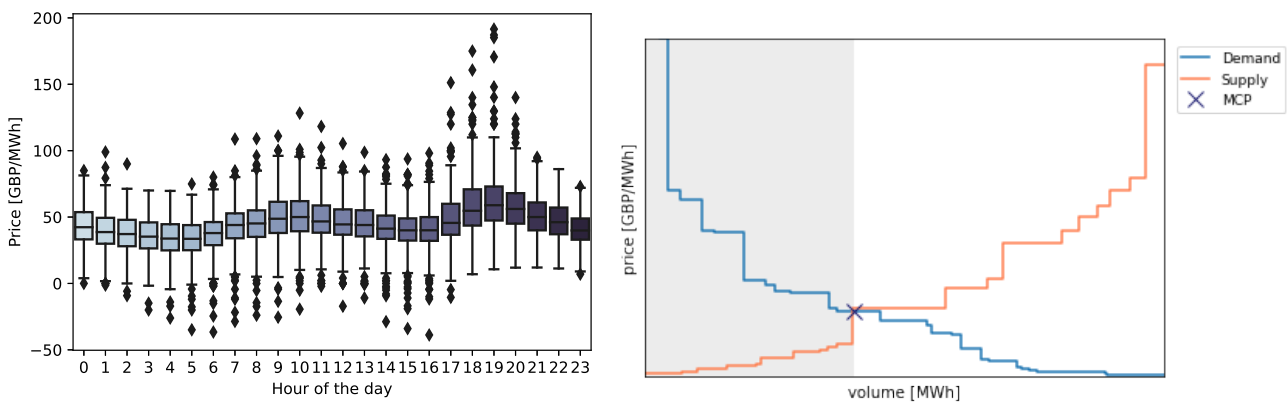 200
150
100
50
0
−50
Price [GBP/MWh]
0 1 2 3 4 5 6 7 8 9 10 11 12 13 14 15 16 17 18 19 20 21 22 23
Hour of the day
price [GBP/MWh]
volume [MWh]
Demand
Supply
MCP